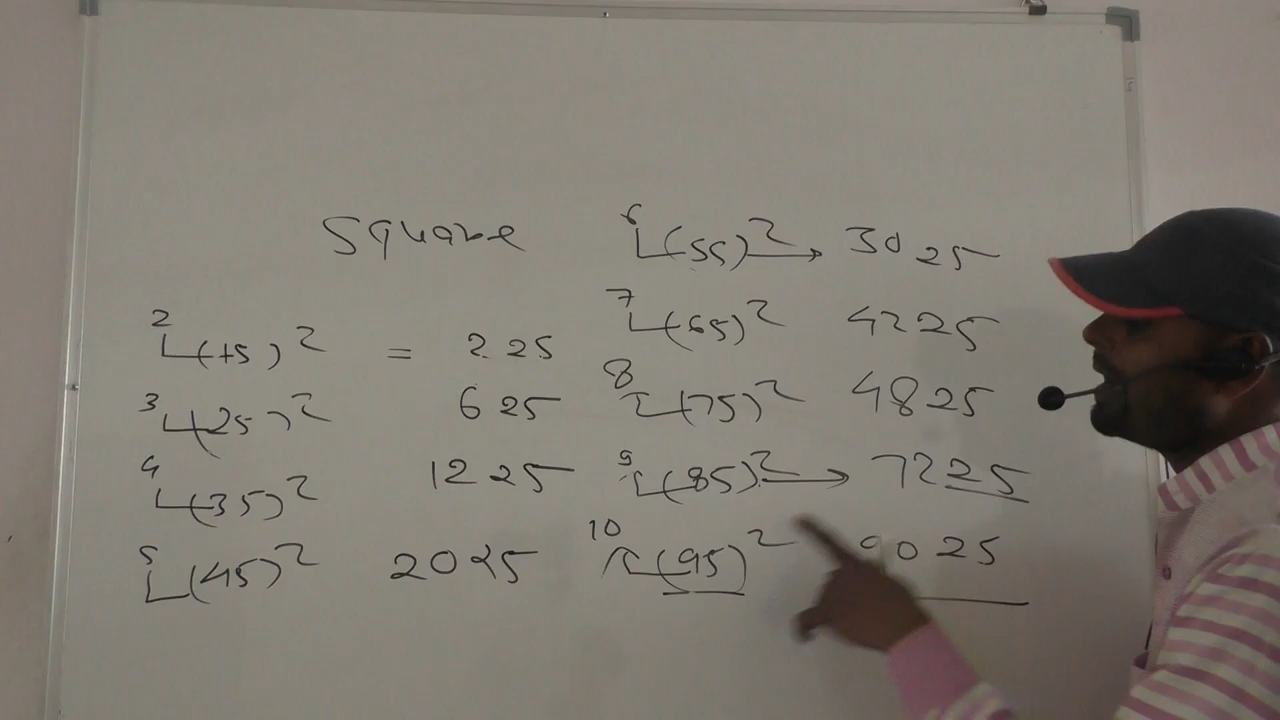 Square
2 (15)² = 225
3 (25)² 625
4 (35)² 1225
5 (45)² 2025
6 (55)² → 3025
7 (65)² 4225
8 (75)² 4825
9 (85)² → 7225
10 (95)² 9025